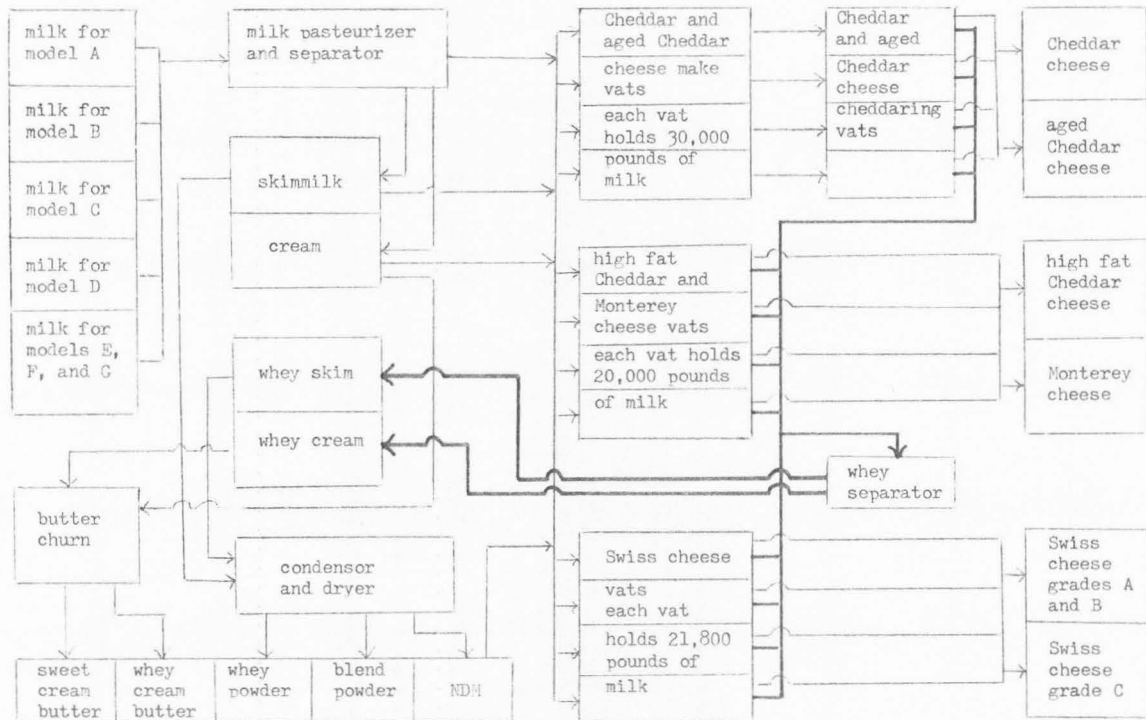 milk for
model A
milk for
model B
milk for
model C
milk for
model D
milk for
models E,
F, and G
milk pasteurizer
and separator
skimmilk
cream
whey skim
whey cream
butter
churn
condensor
and dryer
sweet
cream
butter
whey
cream
butter
whey
powder
blend
powder
NDM
Cheddar and
aged Cheddar
cheese make
vats
each vat
holds 30,000
pounds of
milk
Cheddar
and aged
Cheddar
cheese
cheddaring
vats
Cheddar
cheese
aged
Cheddar
cheese
high fat
Cheddar and
Monterey
cheese vats
each vat holds
20,000 pounds
of milk
high fat
Cheddar
cheese
Monterey
cheese
whey
separator
Swiss cheese
vats
each vat
holds 21,800
pounds of
milk
Swiss
cheese
grades A
and B
Swiss
cheese
grade C